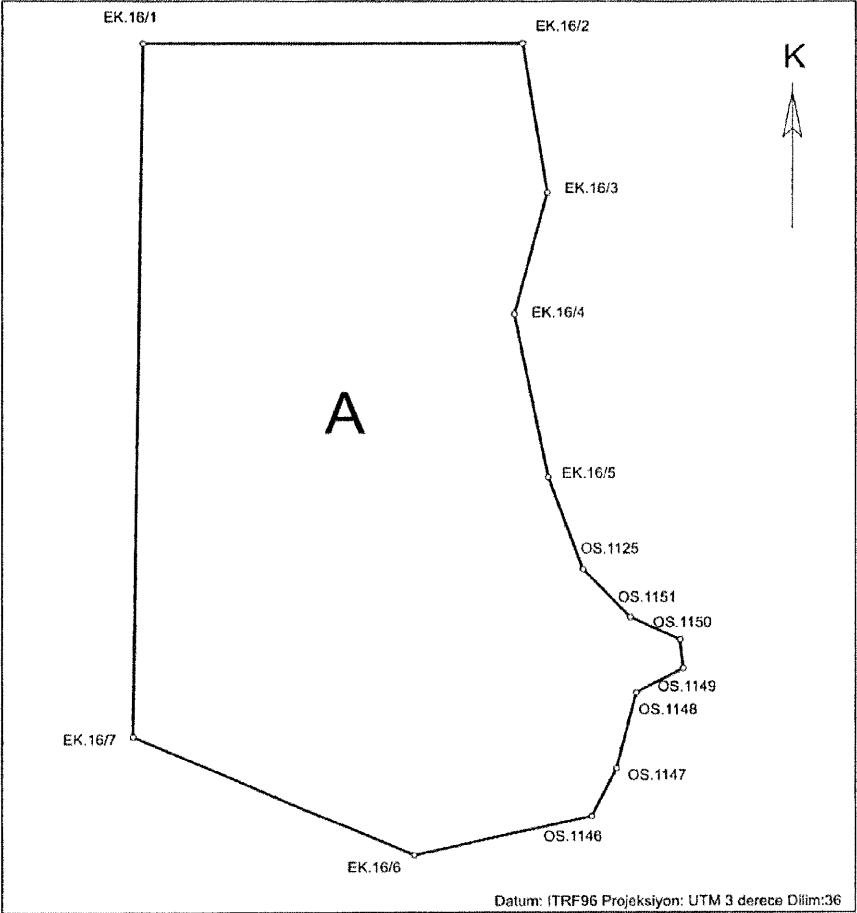 EK.16/1
EK.16/2
K
EK.16/3
EK.16/4
A
EK.16/5
OS.1125
OS.1151
OS.1150
OS.1149
OS.1148
EK.16/7
OS.1147
OS.1146
EK.16/6
Datum: ITRF96 Projeksiyon: UTM 3 derece Dilim:36